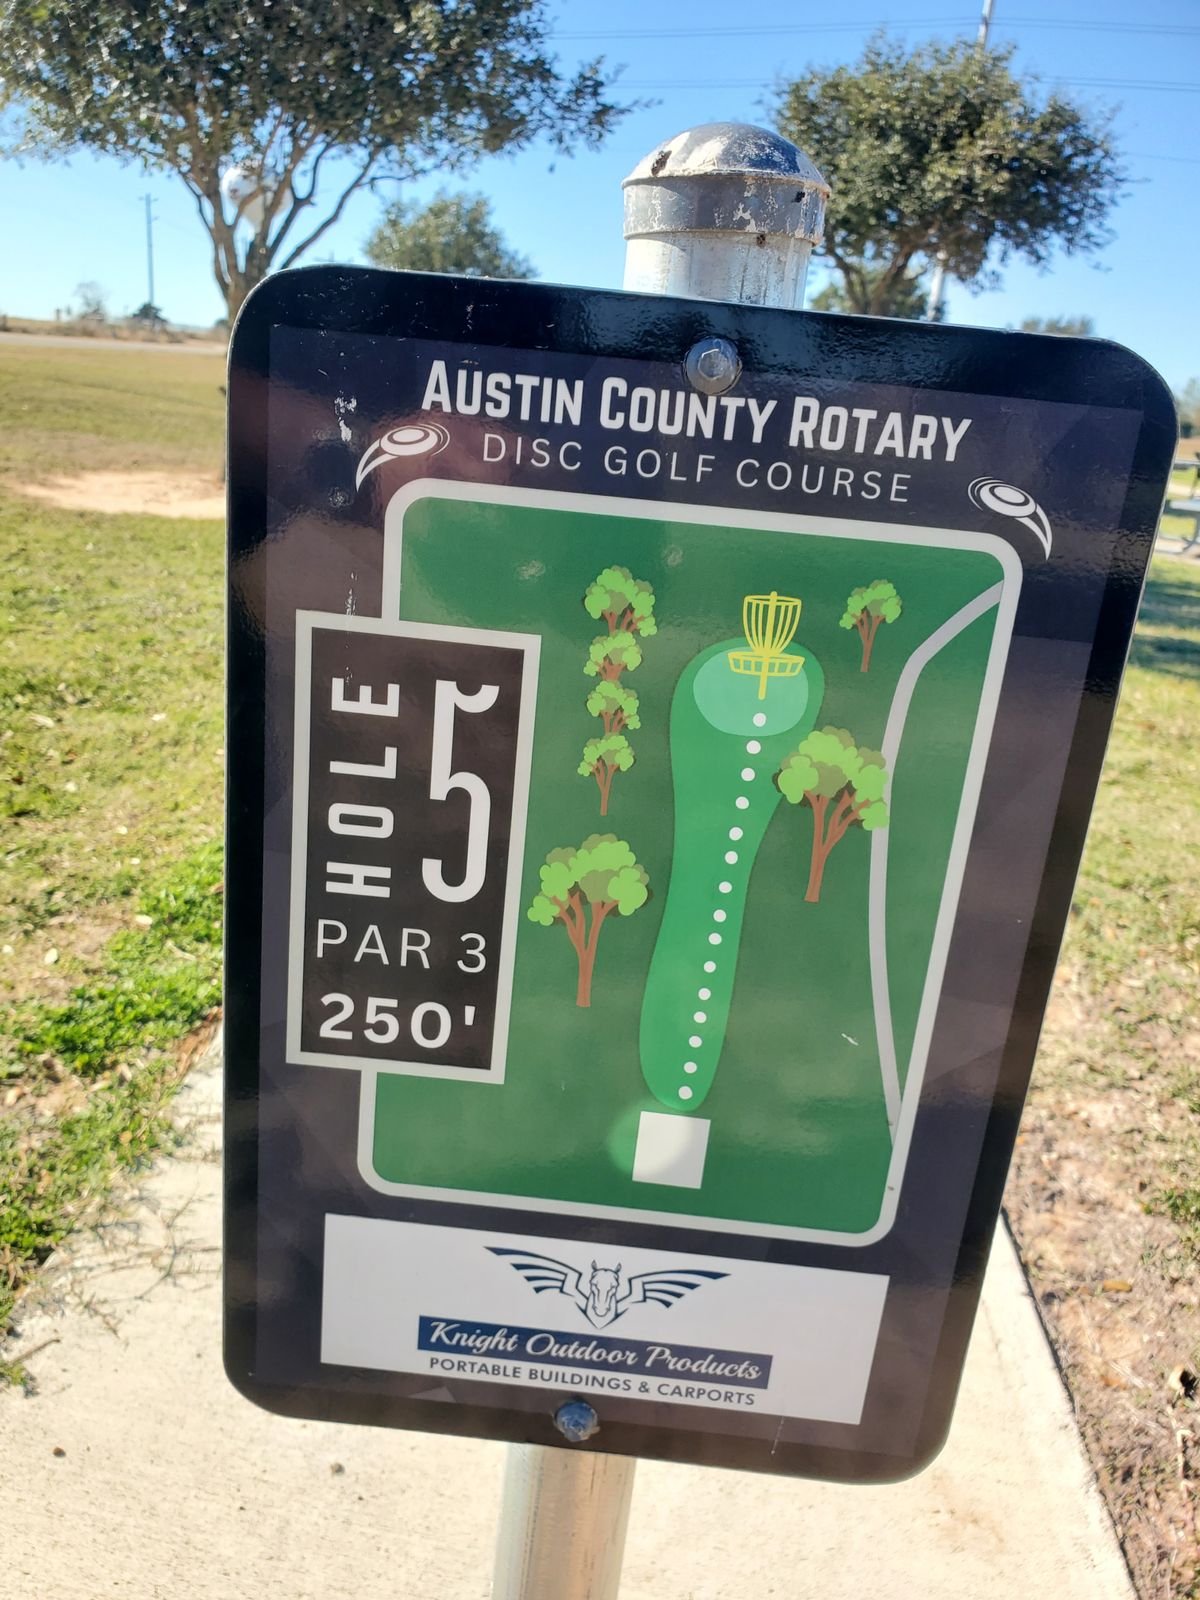 AUSTIN COUNTY ROTARY
DISC GOLF COURSE
HOLE 5
PAR 3
250'
Knight Outdoor Products
PORTABLE BUILDINGS & CARPORTS